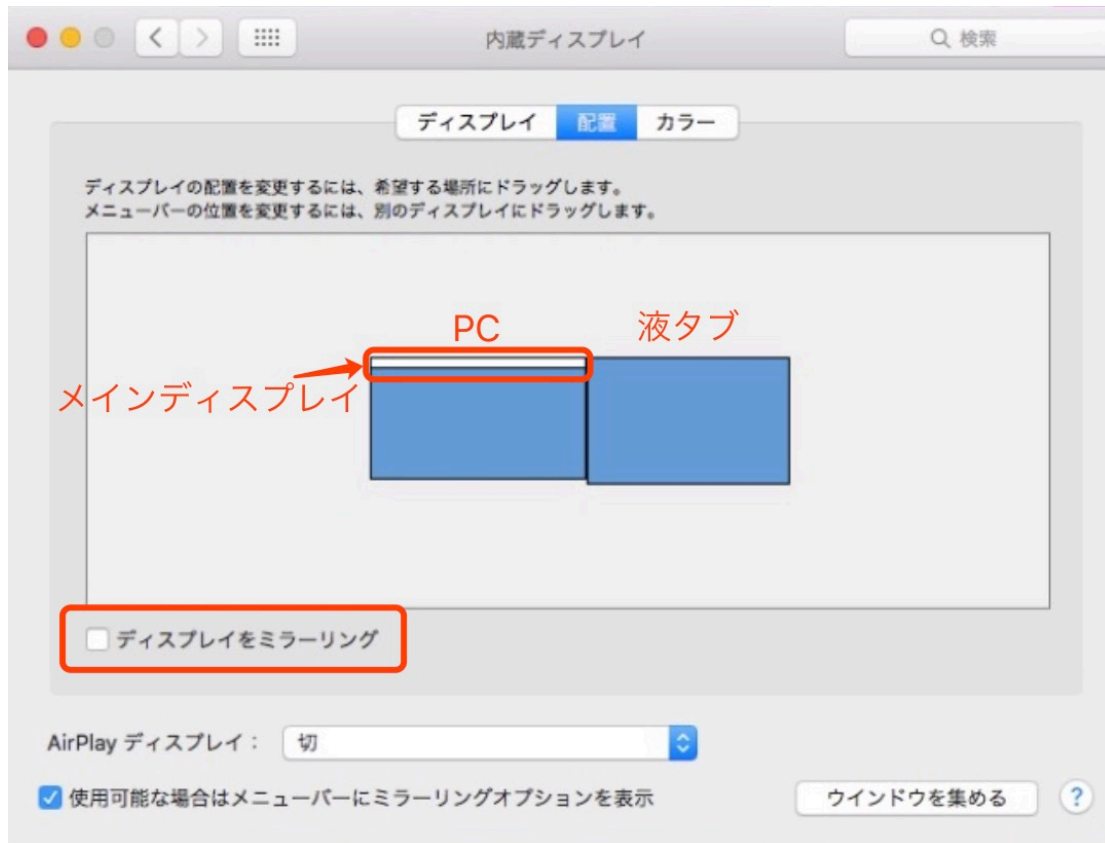 内蔵ディスプレイ
検索
ディスプレイ 配置 カラー
ディスプレイの配置を変更するには、希望する場所にドラッグします。
メニューバーの位置を変更するには、別のディスプレイにドラッグします。
PC 液タブ
メインディスプレイ
ディスプレイをミラーリング
AirPlay ディスプレイ： 切
使用可能な場合はメニューバーにミラーリングオプションを表示
ウインドウを集める ?